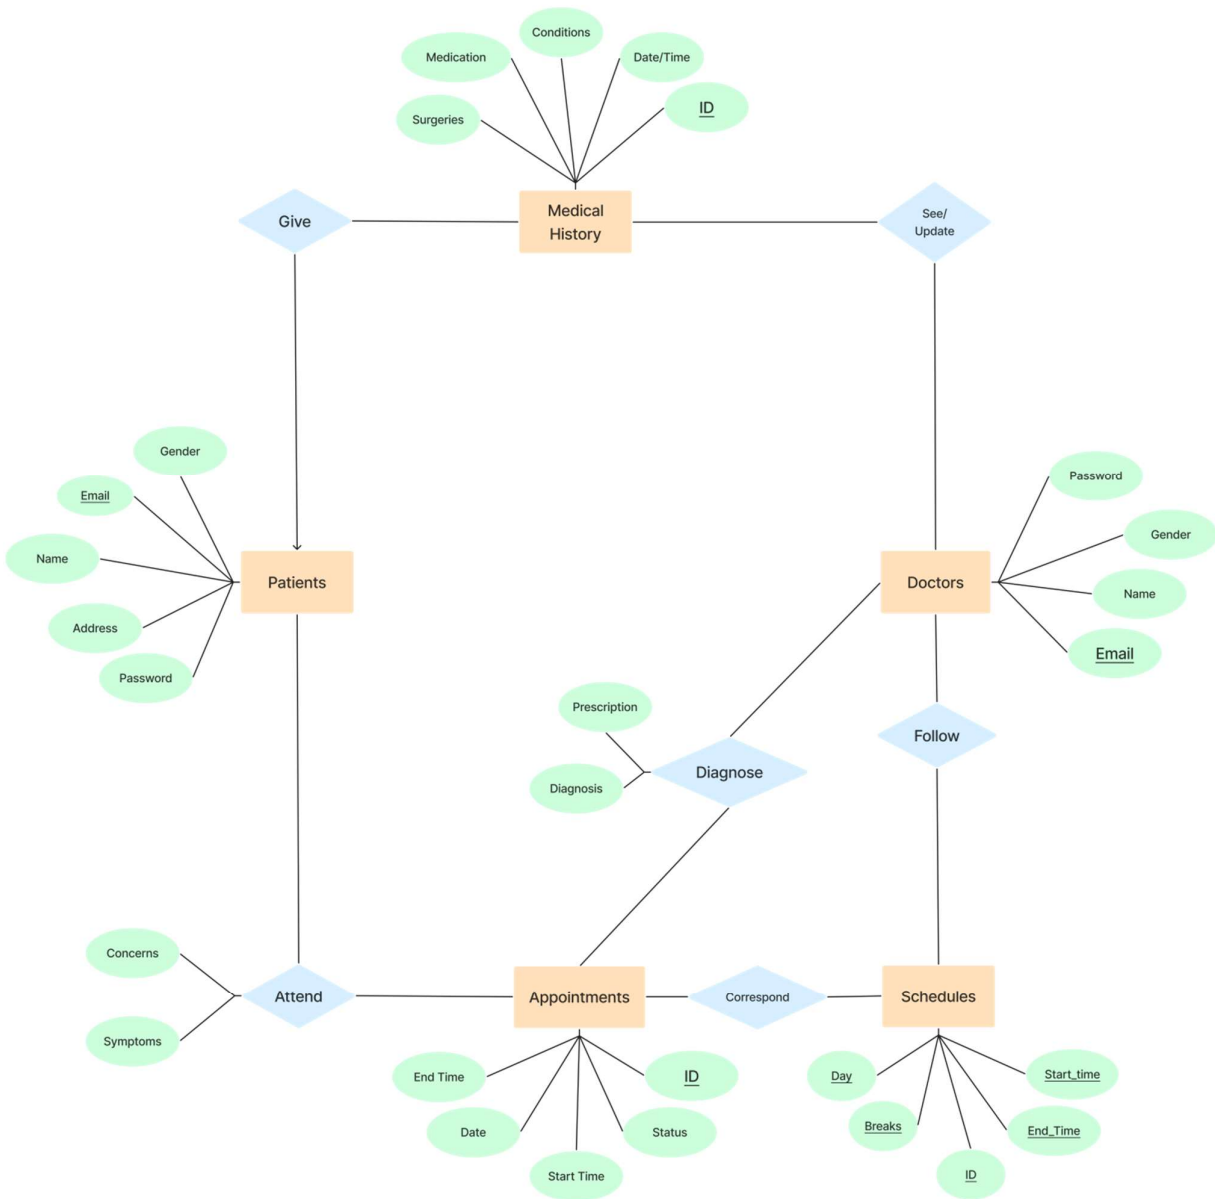 Conditions
Medication
Date/Time
ID
Surgeries
Medical
History
Give
See/
Update
Gender
Email
Name
Address
Password
Patients
Doctors
Password
Gender
Name
Email
Prescription
Diagnosis
Diagnose
Follow
Concerns
Symptoms
Attend
Appointments
Correspond
Schedules
End Time
Date
Start Time
Status
ID
Day
Breaks
ID
End_Time
Start_time